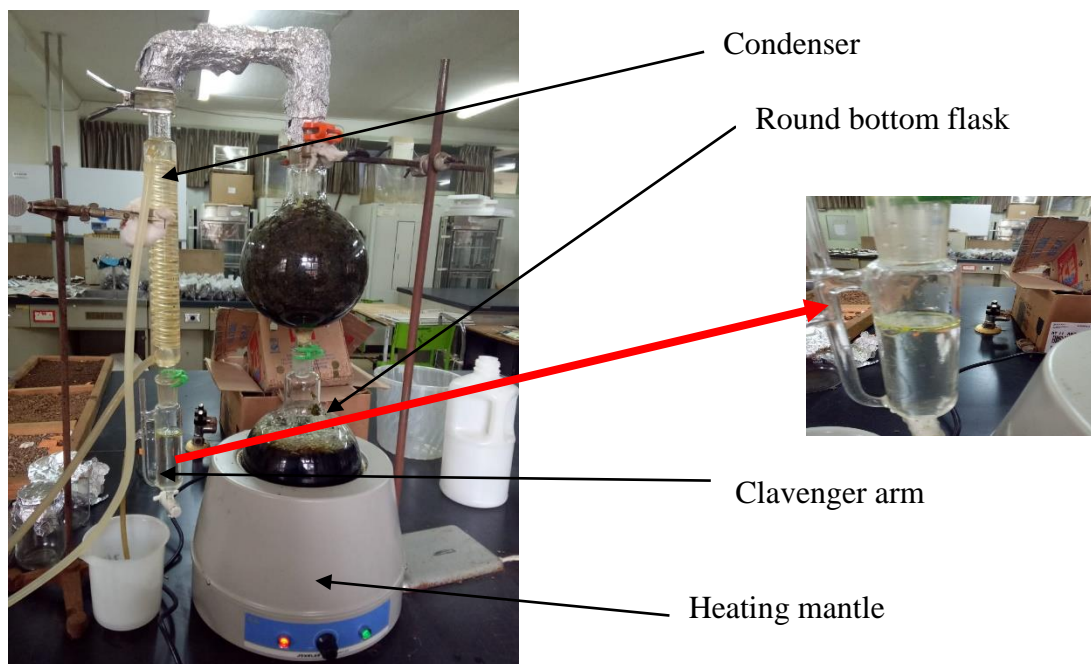 Condenser
Round bottom flask
Clavenger arm
Heating mantle